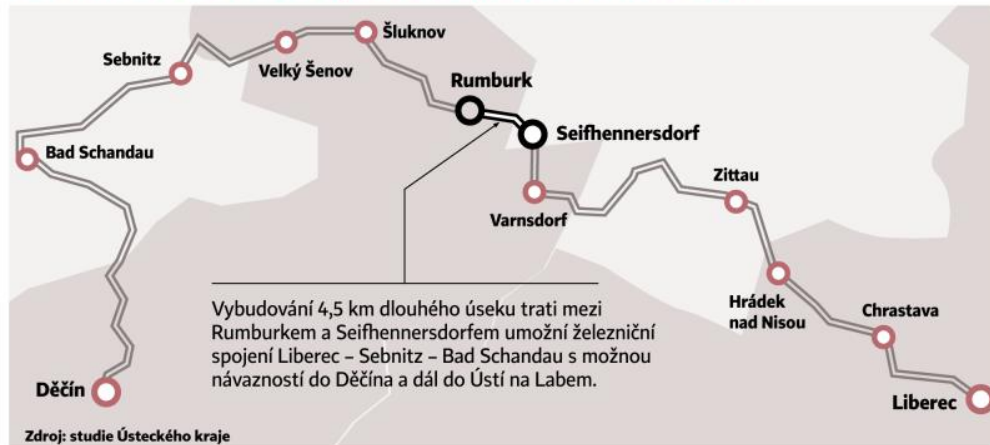 Šluknov
Sebnitz
Velký Šenov
Rumburk
Seifhennersdorf
Bad Schandau
Zittau
Varnsdorf
Hrádek
nad Nisou
Chrastava
Vybudování 4,5 km dlouhého úseku trati mezi
Rumburkem a Seifhennersdorfem umožní železniční
spojení Liberec – Sebnitz – Bad Schandau s možnou
návazností do Děčína a dál do Ústí na Labem.
Děčín
Liberec
Zdroj: studie Ústeckého kraje